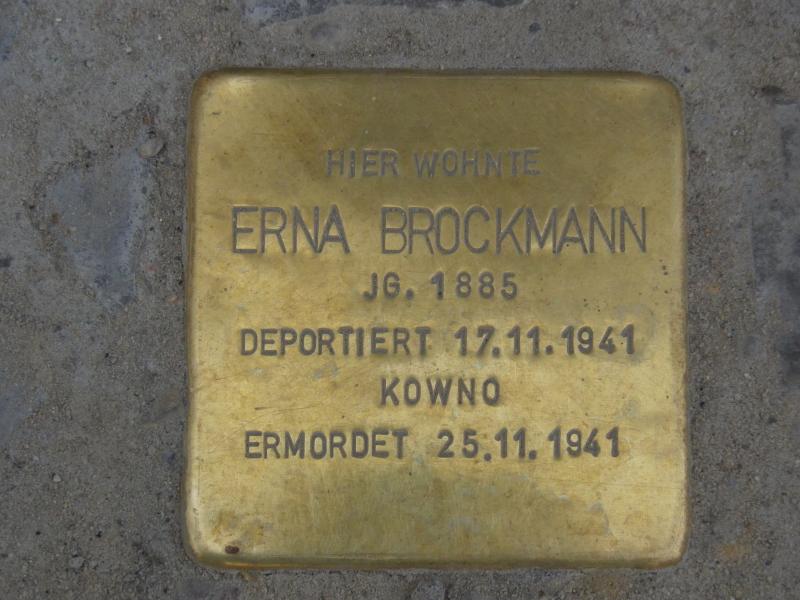 HIER WOHNTE
ERNA BROCKMANN
JG. 1885
DEPORTIERT 17.11.1941
KOWNO
ERMORDET 25.11.1941